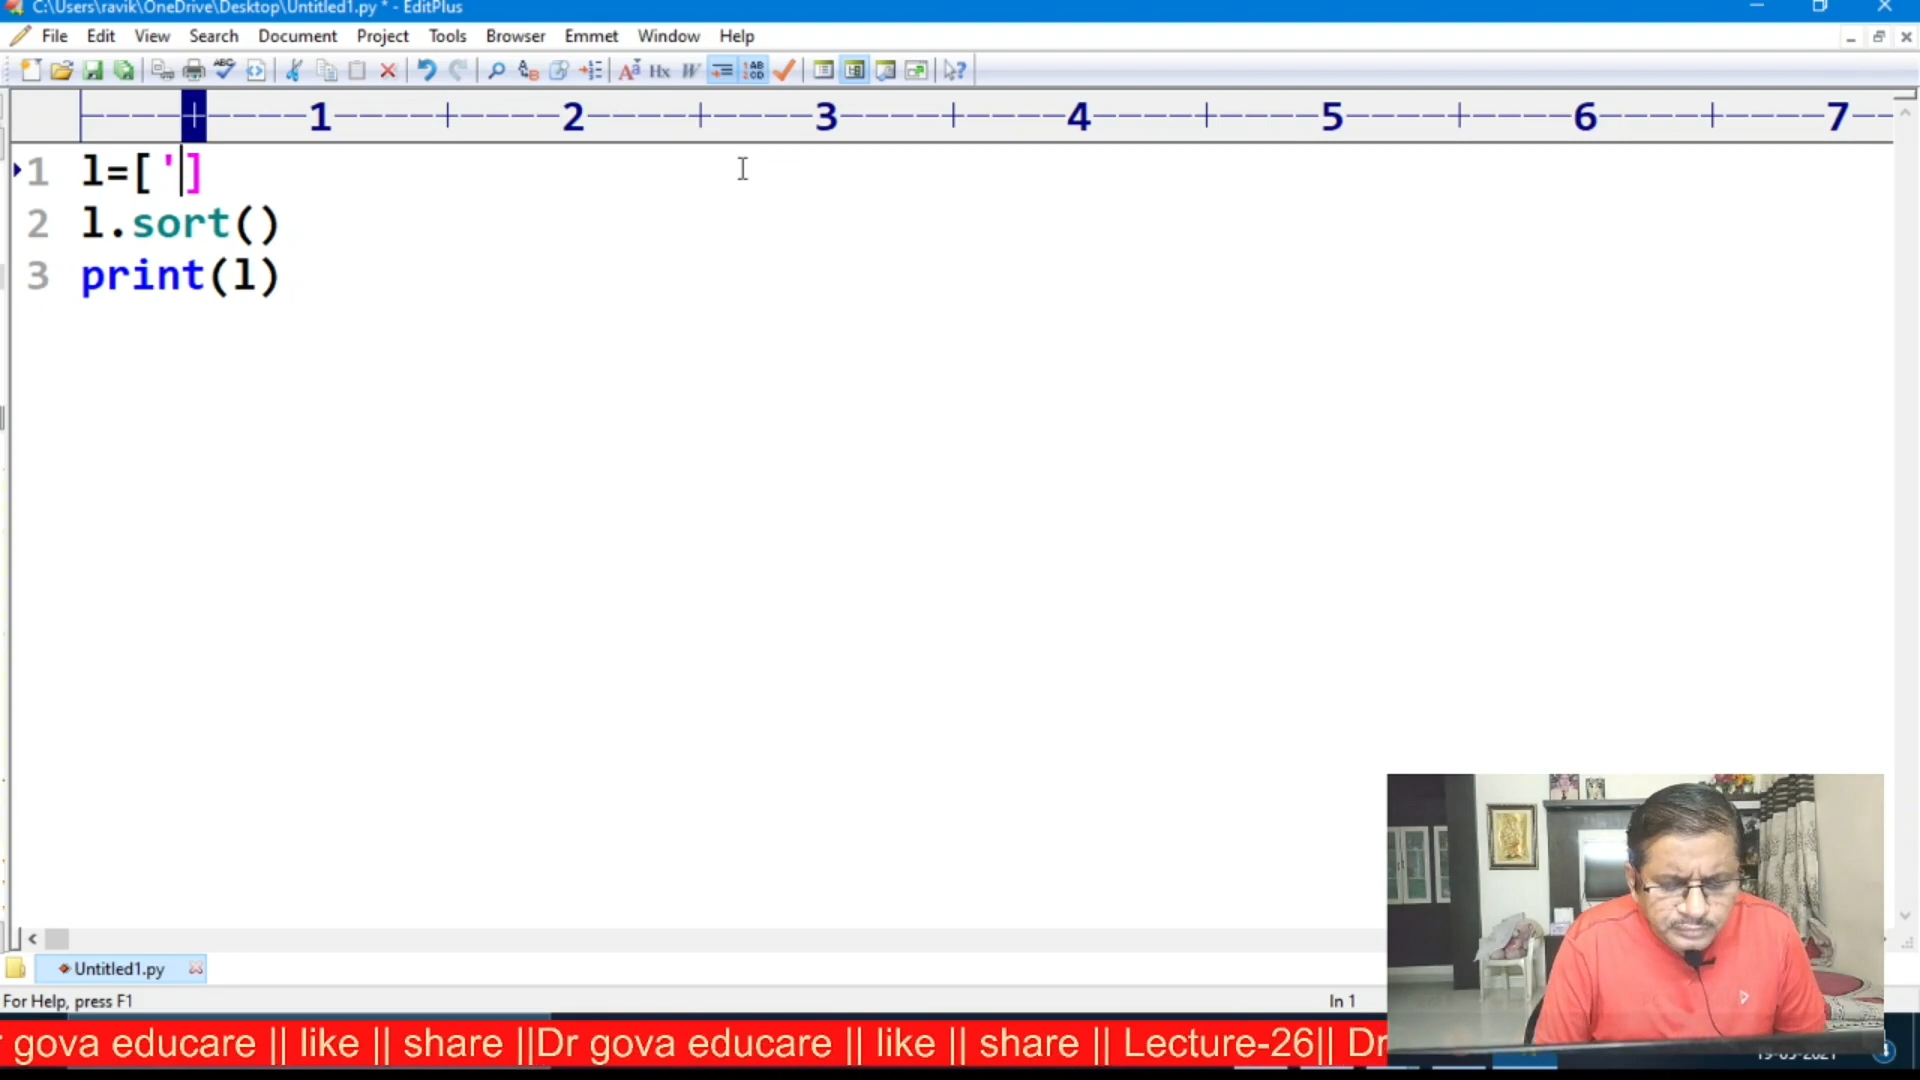 C:\Users\ravik\OneDrive\Desktop\Untitled1.py * - EditPlus
File Edit View Search Document Project Tools Browser Emmet Window Help
1 2 3 4 5 6 7
1 l=[']
2 l.sort()
3 print(l)
Untitled1.py
For Help, press F1
ln 1
gova educare || like || share ||Dr gova educare || like || share || Lecture-26|| Dr